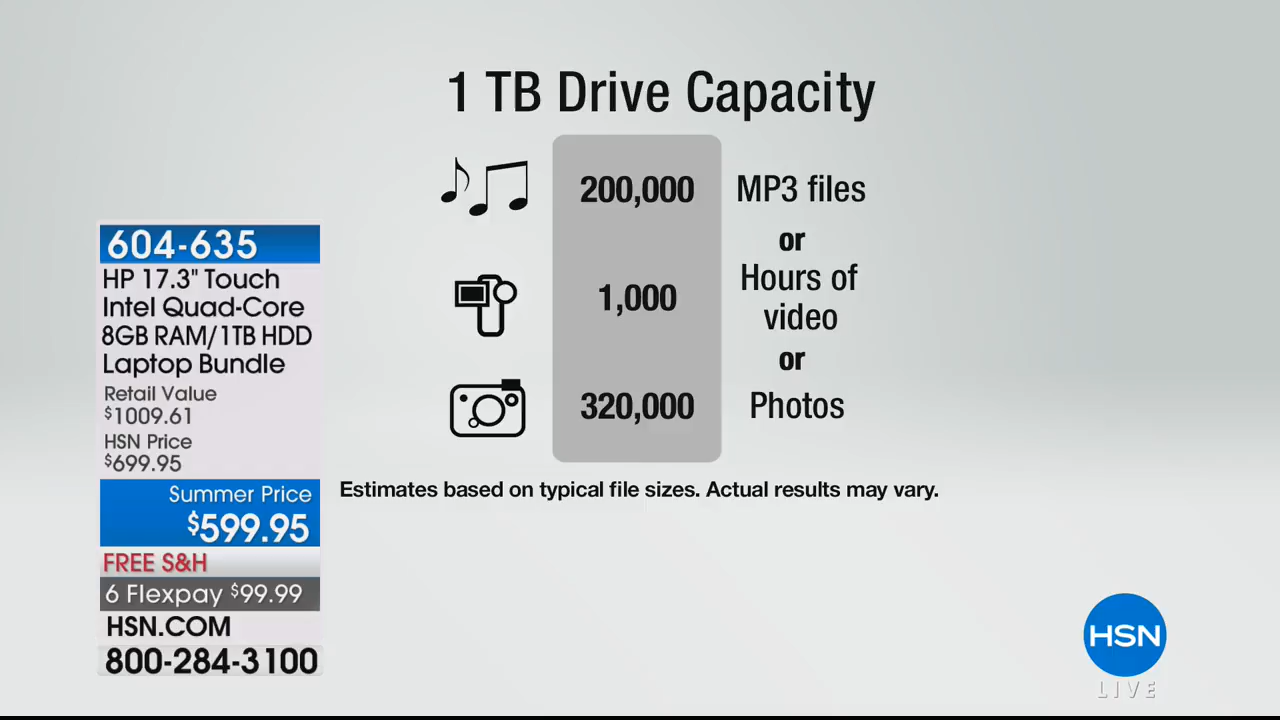 1 TB Drive Capacity
200,000 MP3 files
or
1,000 Hours of
video
or
320,000 Photos
Estimates based on typical file sizes. Actual results may vary.
604-635
HP 17.3" Touch
Intel Quad-Core
8GB RAM/1TB HDD
Laptop Bundle
Retail Value
$1009.61
HSN Price
$699.95
Summer Price
$599.95
FREE S&H
6 Flexpay $99.99
HSN.COM
800-284-3100
HSN
LIVE